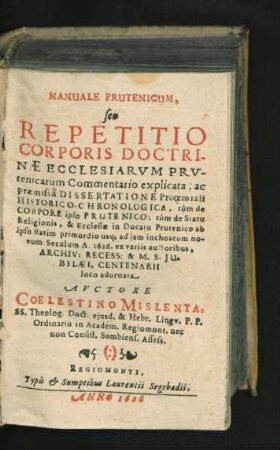 MANUALE PRUTENICUM,
seu
REPETITIO
CORPORIS DOCTRI-
NÆ ECCLESIARVM PRV-
tenicarum Commentario explicata; ac
præmissâ DISSERTATIONE Proœmiali
HISTORICO-CHRONOLOGICA, tùm de
CORPORE ipso PRUTENICO; tùm de Statu
Religionis, & Ecclesiæ in Ducatu Prutenico ab
ipso statim primordio usq; ad jam inchoatum no-
vum Seculum A. 1626. ex variis auctoribus,
ARCHIV: RECESS: & M. S. JU-
BILÆI, CENTENARII
loco adornata
AVCTORE
COELESTINO MISLENTA,
SS. Theolog. Doct. ejusd. & Hebr. Lingv. P. P.
Ordinario in Academ. Regiomont. nec
non Consist. Sambiens. Assess.
(:)
REGIOMONTI,
Typis & Sumptibus Laurentii Segebadii,
ANNO 1626